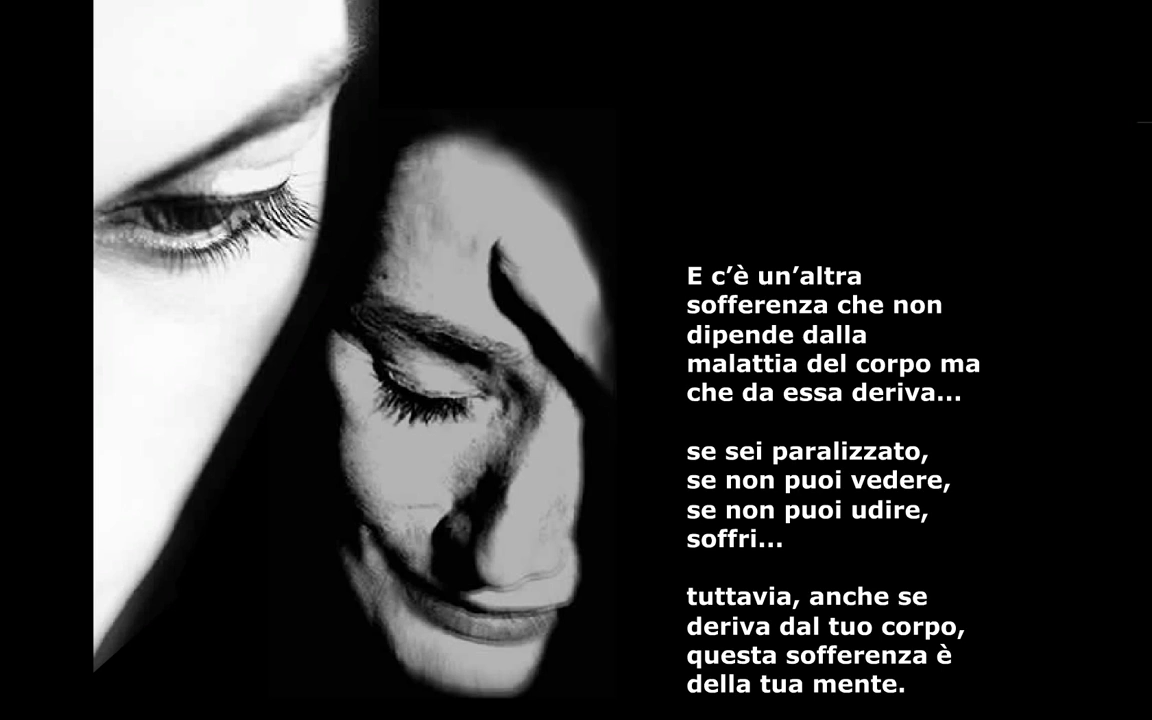 E c’è un’altra
sofferenza che non
dipende dalla
malattia del corpo ma
che da essa deriva...
se sei paralizzato,
se non puoi vedere,
se non puoi udire,
soffri...
tuttavia, anche se
deriva dal tuo corpo,
questa sofferenza è
della tua mente.